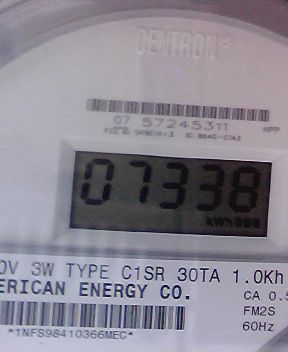 CENTRON®
07 57245311
HPP
07338
kWh
0V 3W TYPE C1SR 30TA 1.0Kh
ERICAN ENERGY CO.
CA 0.5
FM2S
60Hz
*1NFS98410366MEC*